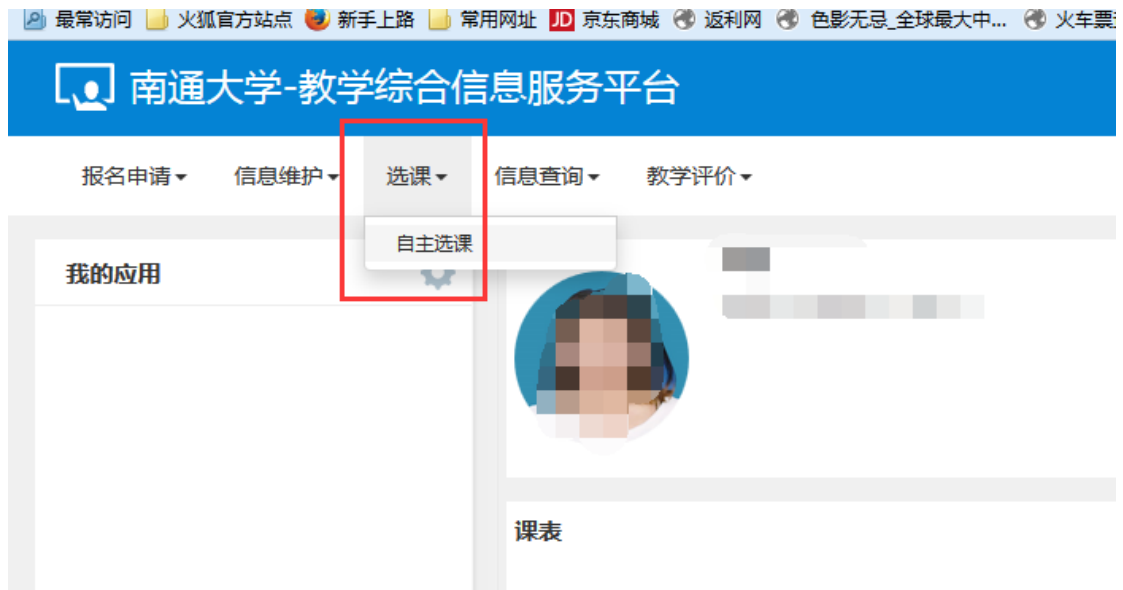 最常访问 火狐官方站点 新手上路 常用网址 JD 京东商城 返利网 色影无忌_全球最大中... 火车票
南通大学-教学综合信息服务平台
报名申请 信息维护 选课 信息查询 教学评价
自主选课
我的应用
课表